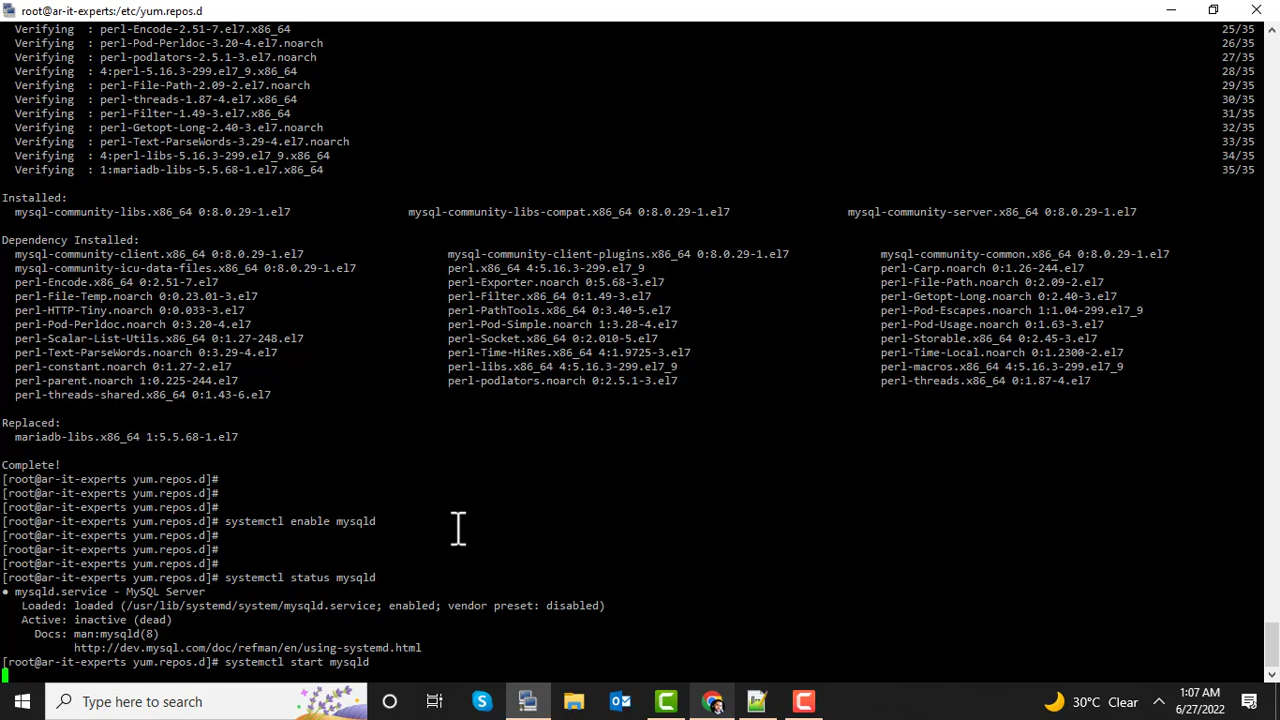 root@ar-it-experts:/etc/yum.repos.d
Verifying : perl-Encode-2.51-7.el7.x86_64 25/35
Verifying : perl-Pod-Perldoc-3.20-4.el7.noarch 26/35
Verifying : perl-podlators-2.5.1-3.el7.noarch 27/35
Verifying : 4:perl-5.16.3-299.el7_9.x86_64 28/35
Verifying : perl-File-Path-2.09-2.el7.noarch 29/35
Verifying : perl-threads-1.87-4.el7.x86_64 30/35
Verifying : perl-Filter-1.49-3.el7.x86_64 31/35
Verifying : perl-Getopt-Long-2.40-3.el7.noarch 32/35
Verifying : perl-Text-ParseWords-3.29-4.el7.noarch 33/35
Verifying : 4:perl-libs-5.16.3-299.el7_9.x86_64 34/35
Verifying : 1:mariadb-libs-5.5.68-1.el7.x86_64 35/35
Installed:
mysql-community-libs.x86_64 0:8.0.29-1.el7 mysql-community-libs-compat.x86_64 0:8.0.29-1.el7 mysql-community-server.x86_64 0:8.0.29-1.el7
Dependency Installed:
mysql-community-client.x86_64 0:8.0.29-1.el7 mysql-community-client-plugins.x86_64 0:8.0.29-1.el7 mysql-community-common.x86_64 0:8.0.29-1.el7
mysql-community-icu-data-files.x86_64 0:8.0.29-1.el7 perl.x86_64 4:5.16.3-299.el7_9 perl-Carp.noarch 0:1.26-244.el7
perl-Encode.x86_64 0:2.51-7.el7 perl-Exporter.noarch 0:5.68-3.el7 perl-File-Path.noarch 0:2.09-2.el7
perl-File-Temp.noarch 0:0.23.01-3.el7 perl-Filter.x86_64 0:1.49-3.el7 perl-Getopt-Long.noarch 0:2.40-3.el7
perl-HTTP-Tiny.noarch 0:0.033-3.el7 perl-PathTools.x86_64 0:3.40-5.el7 perl-Pod-Escapes.noarch 1:1.04-299.el7_9
perl-Pod-Perldoc.noarch 0:3.20-4.el7 perl-Pod-Simple.noarch 1:3.28-4.el7 perl-Pod-Usage.noarch 0:1.63-3.el7
perl-Scalar-List-Utils.x86_64 0:1.27-248.el7 perl-Socket.x86_64 0:2.010-5.el7 perl-Storable.x86_64 0:2.45-3.el7
perl-Text-ParseWords.noarch 0:3.29-4.el7 perl-Time-HiRes.x86_64 4:1.9725-3.el7 perl-Time-Local.noarch 0:1.2300-2.el7
perl-constant.noarch 0:1.27-2.el7 perl-libs.x86_64 4:5.16.3-299.el7_9 perl-macros.x86_64 4:5.16.3-299.el7_9
perl-parent.noarch 1:0.225-244.el7 perl-podlators.noarch 0:2.5.1-3.el7 perl-threads.x86_64 0:1.87-4.el7
perl-threads-shared.x86_64 0:1.43-6.el7
Replaced:
mariadb-libs.x86_64 1:5.5.68-1.el7
Complete!
[root@ar-it-experts yum.repos.d]#
[root@ar-it-experts yum.repos.d]#
[root@ar-it-experts yum.repos.d]#
[root@ar-it-experts yum.repos.d]# systemctl enable mysqld
[root@ar-it-experts yum.repos.d]#
[root@ar-it-experts yum.repos.d]#
[root@ar-it-experts yum.repos.d]#
[root@ar-it-experts yum.repos.d]# systemctl status mysqld
● mysqld.service - MySQL Server
Loaded: loaded (/usr/lib/systemd/system/mysqld.service; enabled; vendor preset: disabled)
Active: inactive (dead)
Docs: man:mysqld(8)
http://dev.mysql.com/doc/refman/en/using-systemd.html
[root@ar-it-experts yum.repos.d]# systemctl start mysqld
Type here to search
30°C Clear
1:07 AM
6/27/2022